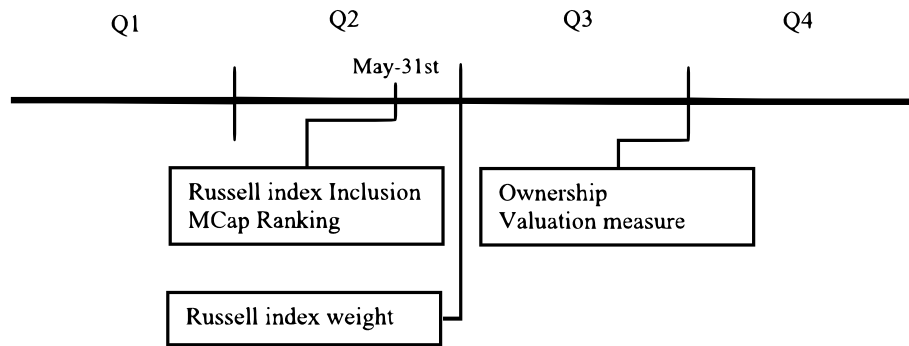 Q1
Q2
Q3
Q4
May-31st
Russell index Inclusion
MCap Ranking
Ownership
Valuation measure
Russell index weight